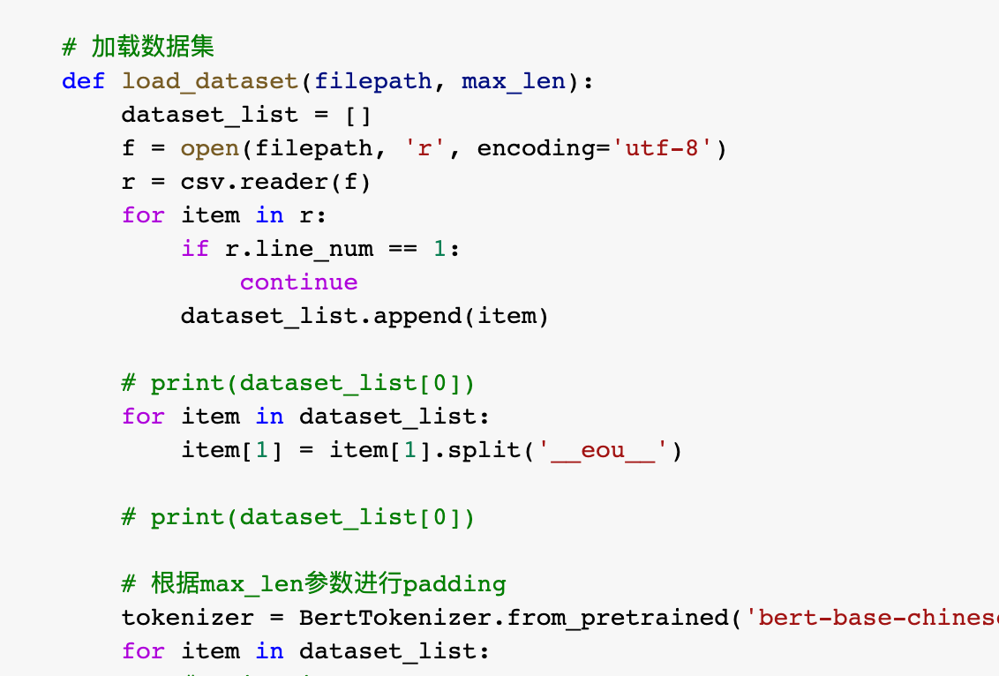 # 加载数据集
def load_dataset(filepath, max_len):
    dataset_list = []
    f = open(filepath, 'r', encoding='utf-8')
    r = csv.reader(f)
    for item in r:
        if r.line_num == 1:
            continue
        dataset_list.append(item)

    # print(dataset_list[0])
    for item in dataset_list:
        item[1] = item[1].split('__eou__')

    # print(dataset_list[0])

    # 根据max_len参数进行padding
    tokenizer = BertTokenizer.from_pretrained('bert-base-chines
    for item in dataset_list: